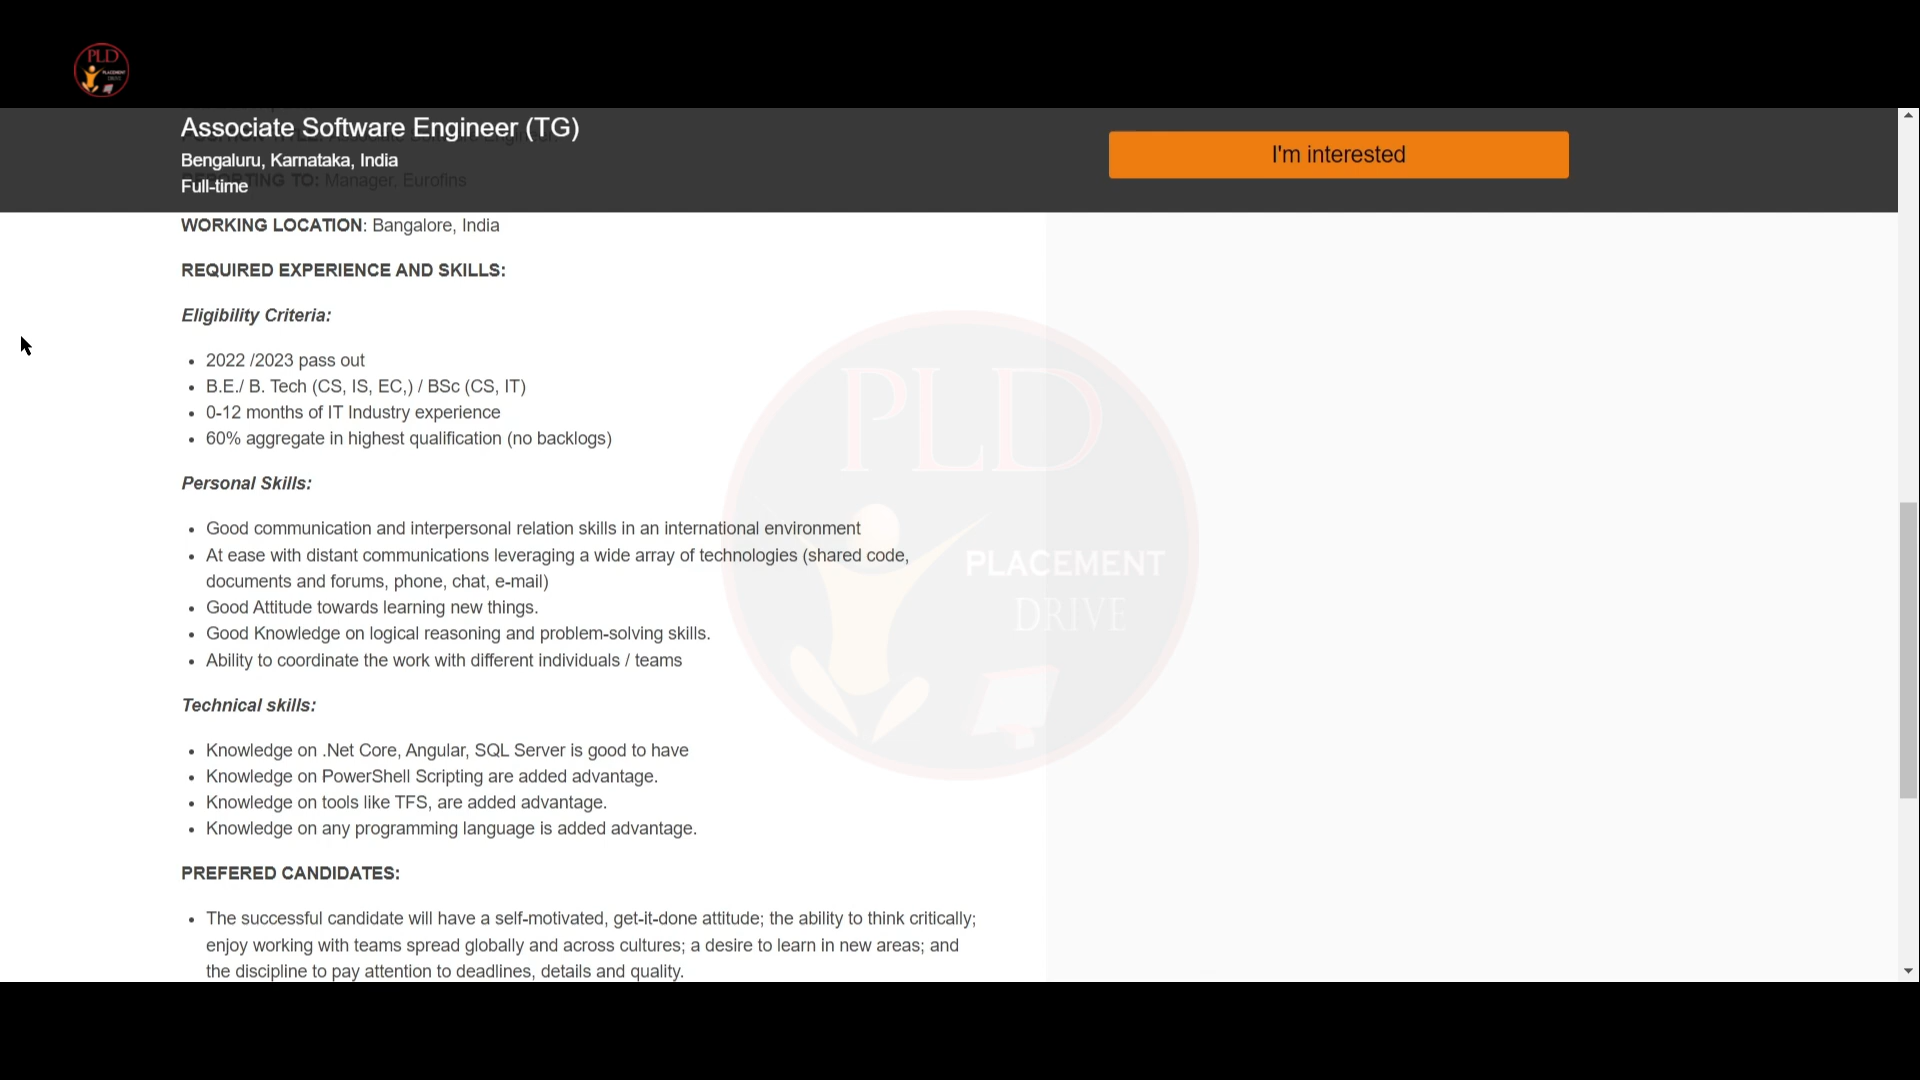 PLD
PLACEMENT
DRIVE
Associate Software Engineer (TG)
Bengaluru, Karnataka, India
REPORTING TO: Manager, Eurofins
Full-time
I'm interested
WORKING LOCATION: Bangalore, India
REQUIRED EXPERIENCE AND SKILLS:
Eligibility Criteria:
• 2022 /2023 pass out
• B.E./ B. Tech (CS, IS, EC,) / BSc (CS, IT)
• 0-12 months of IT Industry experience
• 60% aggregate in highest qualification (no backlogs)
Personal Skills:
• Good communication and interpersonal relation skills in an international environment
• At ease with distant communications leveraging a wide array of technologies (shared code,
documents and forums, phone, chat, e-mail)
• Good Attitude towards learning new things.
• Good Knowledge on logical reasoning and problem-solving skills.
• Ability to coordinate the work with different individuals / teams
Technical skills:
• Knowledge on .Net Core, Angular, SQL Server is good to have
• Knowledge on PowerShell Scripting are added advantage.
• Knowledge on tools like TFS, are added advantage.
• Knowledge on any programming language is added advantage.
PREFERED CANDIDATES:
• The successful candidate will have a self-motivated, get-it-done attitude; the ability to think critically;
enjoy working with teams spread globally and across cultures; a desire to learn in new areas; and
the discipline to pay attention to deadlines, details and quality.
PLD
PLACEMENT
DRIVE